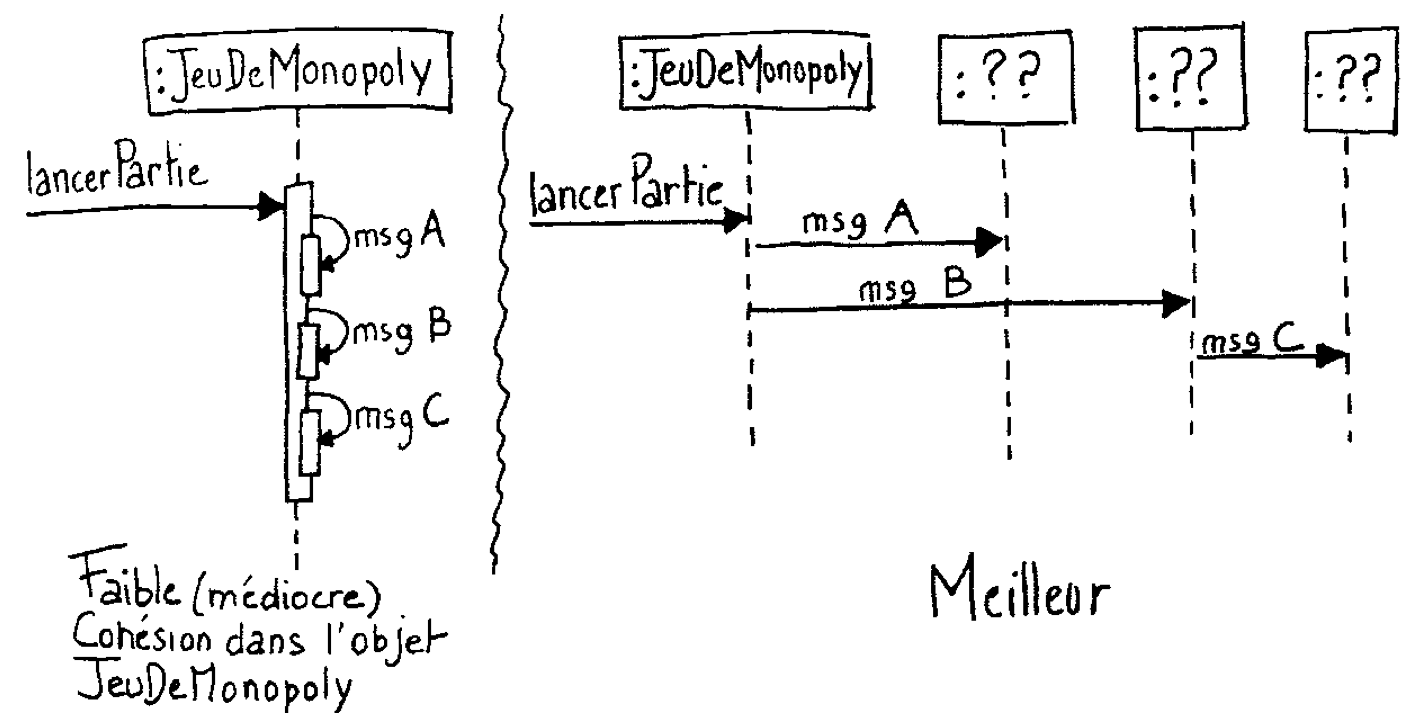 :JeuDeMonopoly
lancerPartie
msg A
msg B
msg C
Faible (médiocre)
Cohésion dans l'objet
JeuDeMonopoly
:JeuDeMonopoly
:??
:??
:??
lancerPartie
msg A
msg B
msg C
Meilleur